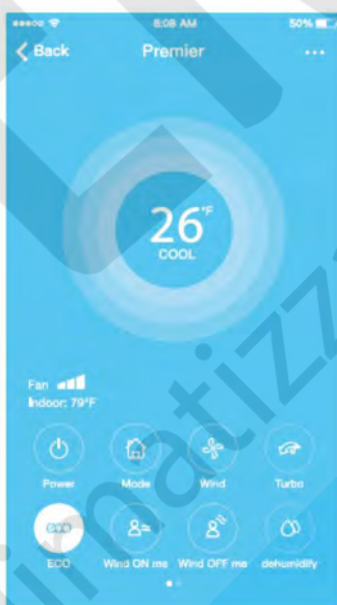 8:08 AM 50%
Back Premier ...
26°F
COOL
Fan
Indoor: 79°F
Power Mode Wind Turbo
eco
ECO Wind ON me Wind OFF me dehumidify